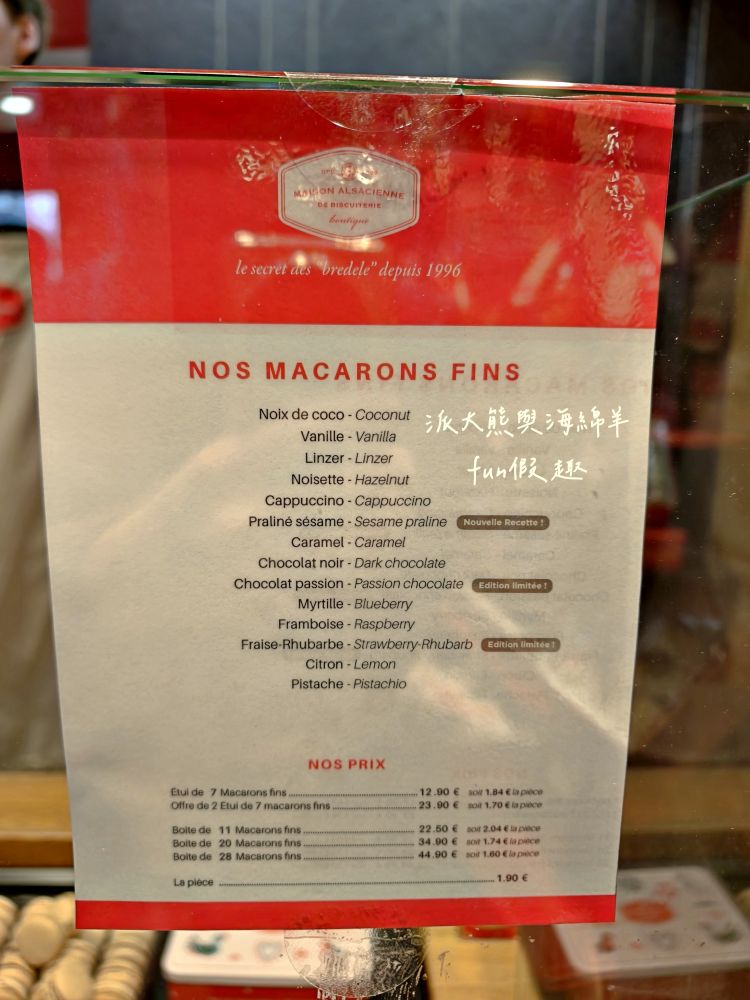 MAISON ALSACIENNE
DE BISCUITERIE
boutique
le secret des "bredele" depuis 1996
NOS MACARONS FINS
Noix de coco - Coconut
派大熊與海綿羊
Vanille - Vanilla
Linzer - Linzer
fun假趣
Noisette - Hazelnut
Cappuccino - Cappuccino
Praliné sésame - Sesame praline Nouvelle Recette !
Caramel - Caramel
Chocolat noir - Dark chocolate
Chocolat passion - Passion chocolate Edition limitée !
Myrtille - Blueberry
Framboise - Raspberry
Fraise-Rhubarbe - Strawberry-Rhubarb Edition limitée !
Citron - Lemon
Pistache - Pistachio
NOS PRIX
Etui de 7 Macarons fins 12.90 € soit 1.84 € la pièce
Offre de 2 Etui de 7 macarons fins 23.90 € soit 1.70 € la pièce
Boite de 11 Macarons fins 22.50 € soit 2.04 € la pièce
Boite de 20 Macarons fins 34.90 € soit 1.74 € la pièce
Boite de 28 Macarons fins 44.90 € soit 1.60 € la pièce
La pièce 1.90 €